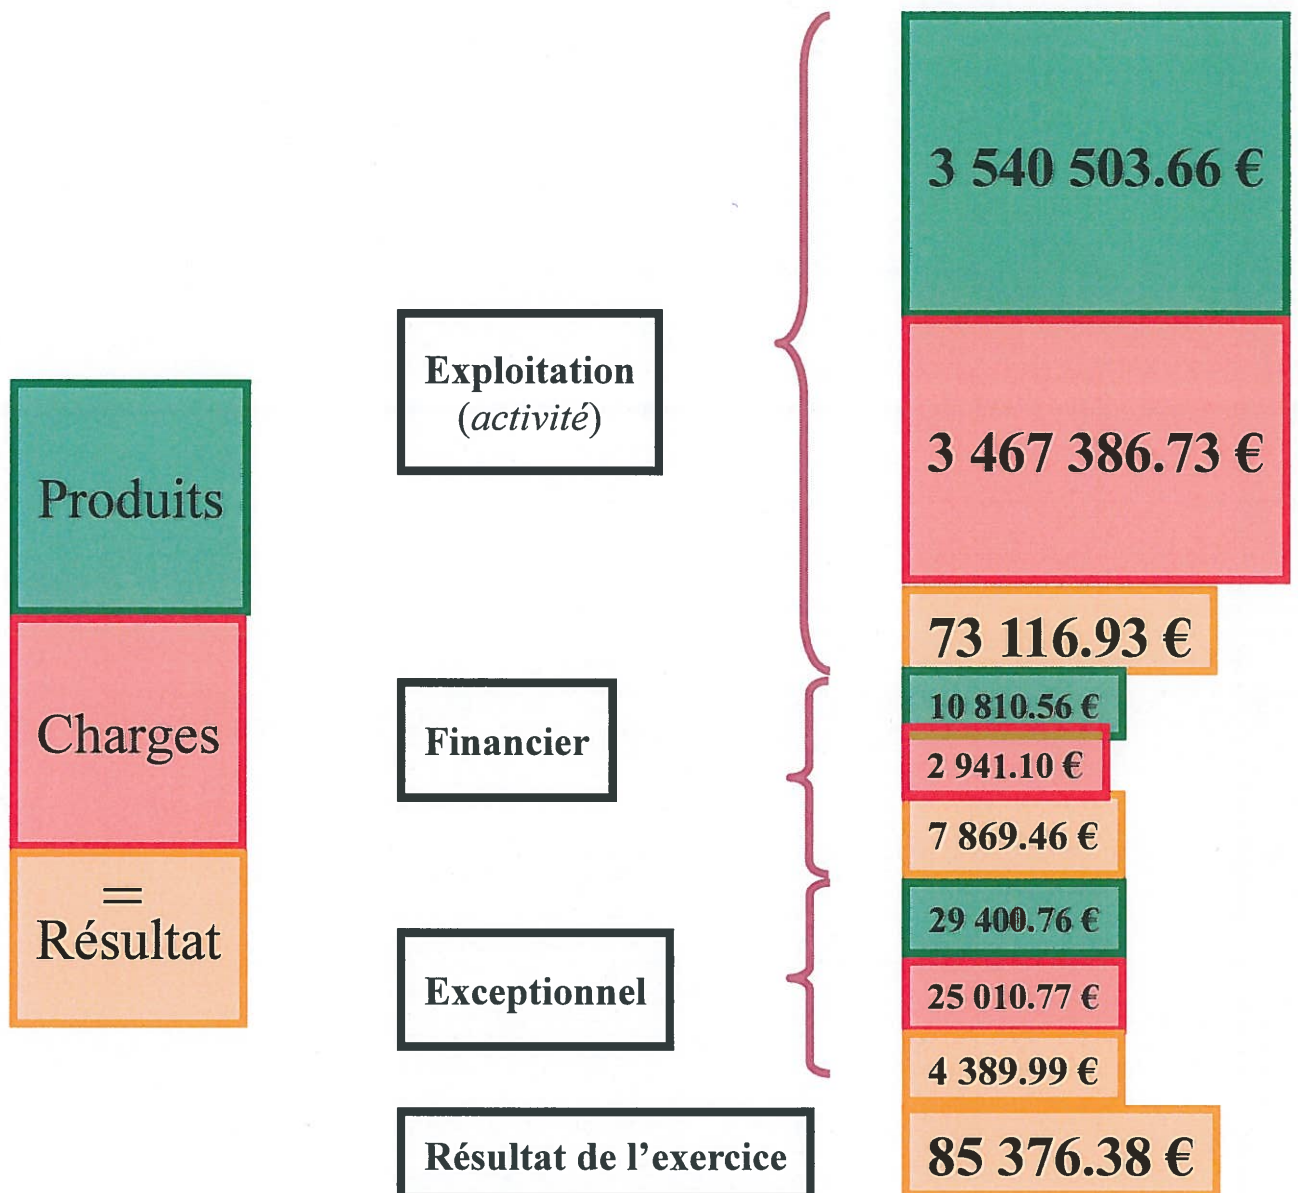 Produits
Charges
=
Résultat
Exploitation
(activité)
3 540 503.66 €
3 467 386.73 €
73 116.93 €
Financier
10 810.56 €
2 941.10 €
7 869.46 €
Exceptionnel
29 400.76 €
25 010.77 €
4 389.99 €
Résultat de l'exercice
85 376.38 €